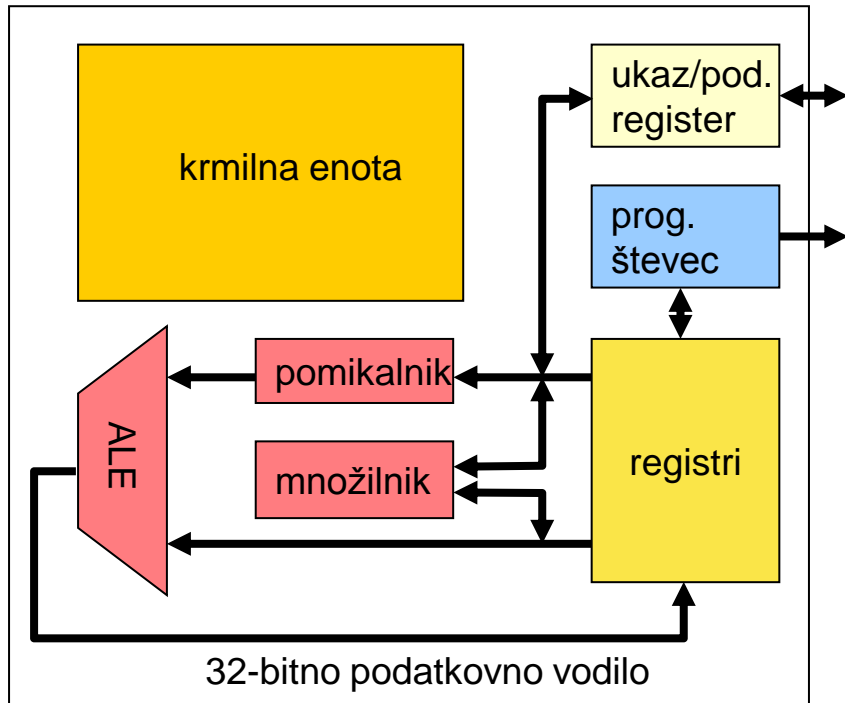 ukaz/pod.
register
krmilna enota
prog.
števec
pomikalnik
ALE
množilnik
registri
32-bitno podatkovno vodilo